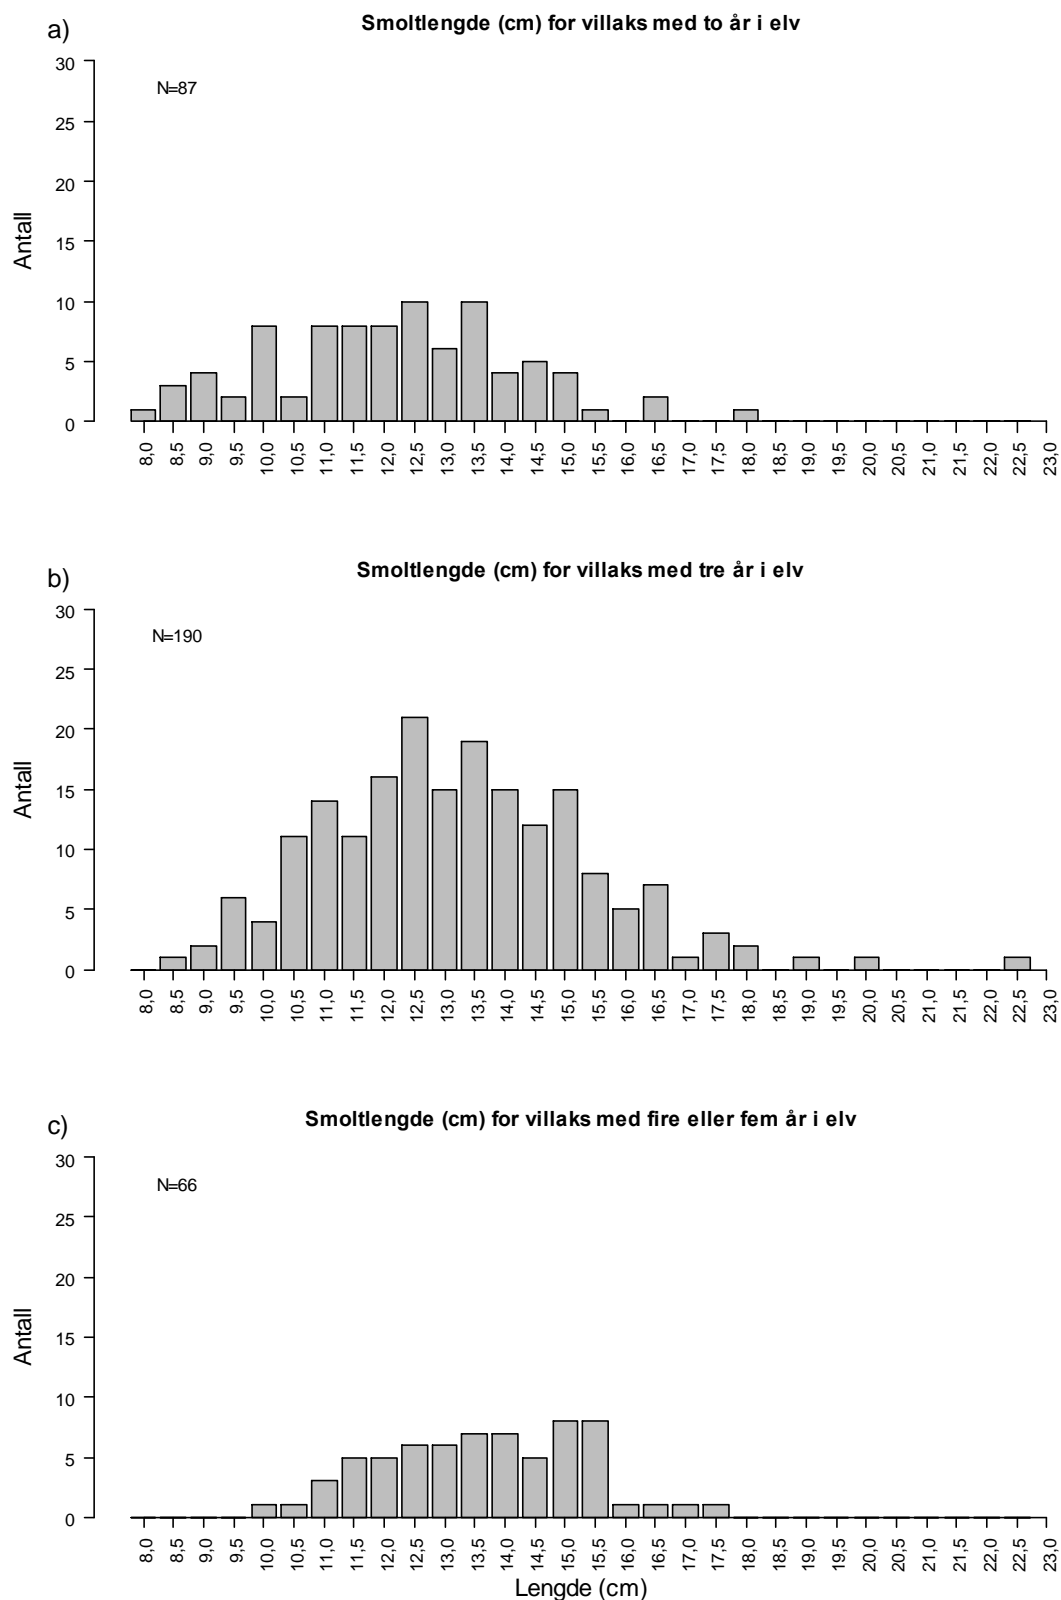 a)
Smoltlengde (cm) for villaks med to år i elv
N=87
Antall
30
25
20
15
10
5
0
8,0 8,5 9,0 9,5 10,0 10,5 11,0 11,5 12,0 12,5 13,0 13,5 14,0 14,5 15,0 15,5 16,0 16,5 17,0 17,5 18,0 18,5 19,0 19,5 20,0 20,5 21,0 21,5 22,0 22,5 23,0
b)
Smoltlengde (cm) for villaks med tre år i elv
N=190
Antall
30
25
20
15
10
5
0
8,0 8,5 9,0 9,5 10,0 10,5 11,0 11,5 12,0 12,5 13,0 13,5 14,0 14,5 15,0 15,5 16,0 16,5 17,0 17,5 18,0 18,5 19,0 19,5 20,0 20,5 21,0 21,5 22,0 22,5 23,0
c)
Smoltlengde (cm) for villaks med fire eller fem år i elv
N=66
Antall
30
25
20
15
10
5
0
8,0 8,5 9,0 9,5 10,0 10,5 11,0 11,5 12,0 12,5 13,0 13,5 14,0 14,5 15,0 15,5 16,0 16,5 17,0 17,5 18,0 18,5 19,0 19,5 20,0 20,5 21,0 21,5 22,0 22,5 23,0
Lengde (cm)